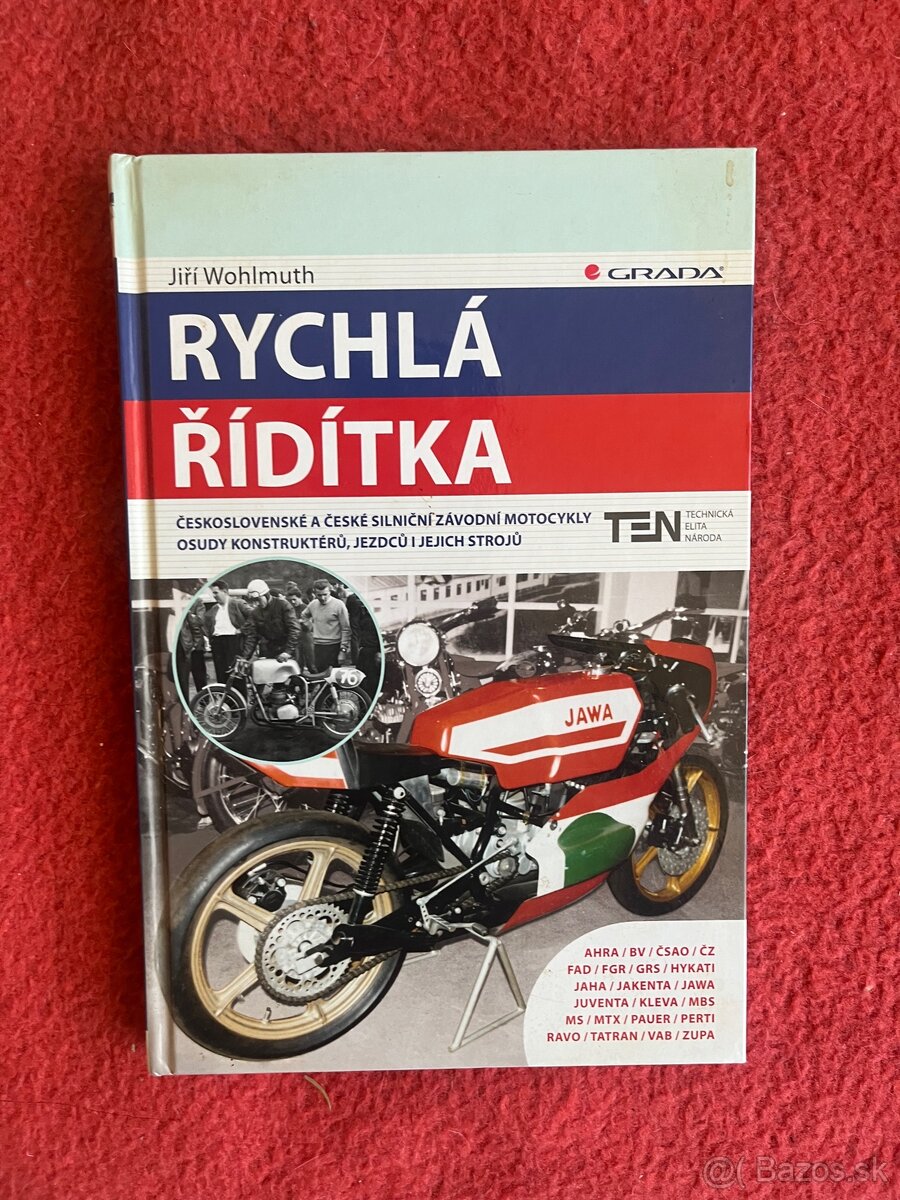 Jiří Wohlmuth
GRADA
RYCHLÁ
ŘÍDÍTKA
ČESKOSLOVENSKÉ A ČESKÉ SILNIČNÍ ZÁVODNÍ MOTOCYKLY
OSUDY KONSTRUKTÉRŮ, JEZDCŮ I JEJICH STROJŮ
TEN
TECHNICKÁ
ELITA
NÁRODA
16
JAWA
AHRA / BV / ČSAO / ČZ
FAD / FGR / GRS / HYKATI
JAHA / JAKENTA / JAWA
JUVENTA / KLEVA / MBS
MS / MTX / PAUER / PERTI
RAVO / TATRAN / VAB / ZUPA
@( Bazos.sk